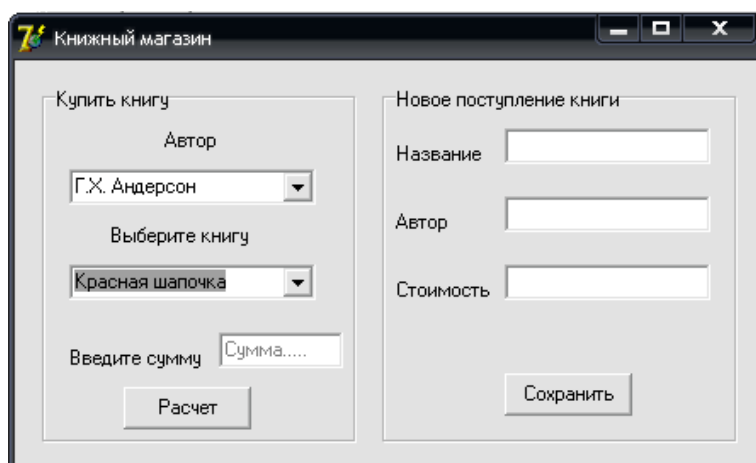 Книжный магазин
Купить книгу
Автор
Г.Х. Андерсон
Выберите книгу
Красная шапочка
Введите сумму
Сумма.....
Расчет
Новое поступление книги
Название
Автор
Стоимость
Сохранить